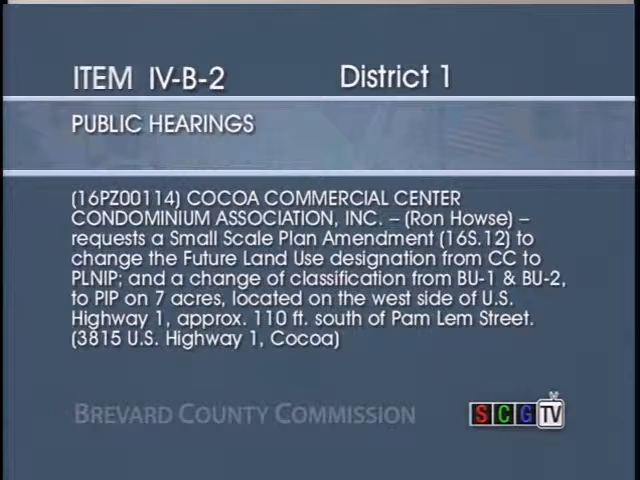 ITEM IV-B-2
District 1
PUBLIC HEARINGS
(16PZ00114) COCOA COMMERCIAL CENTER
CONDOMINIUM ASSOCIATION, INC. – (Ron Howse) –
requests a Small Scale Plan Amendment (16S.12) to
change the Future Land Use designation from CC to
PLNIP; and a change of classification from BU-1 & BU-2,
to PIP on 7 acres, located on the west side of U.S.
Highway 1, approx. 110 ft. south of Pam Lem Street.
(3815 U.S. Highway 1, Cocoa)
BREVARD COUNTY COMMISSION
SCGTV